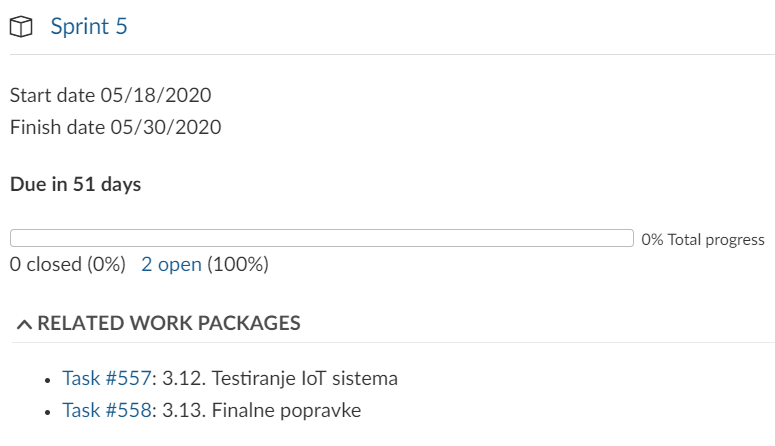 Sprint 5
Start date 05/18/2020
Finish date 05/30/2020
Due in 51 days
0% Total progress
0 closed (0%) 2 open (100%)
RELATED WORK PACKAGES
Task #557: 3.12. Testiranje IoT sistema
Task #558: 3.13. Finalne popravke